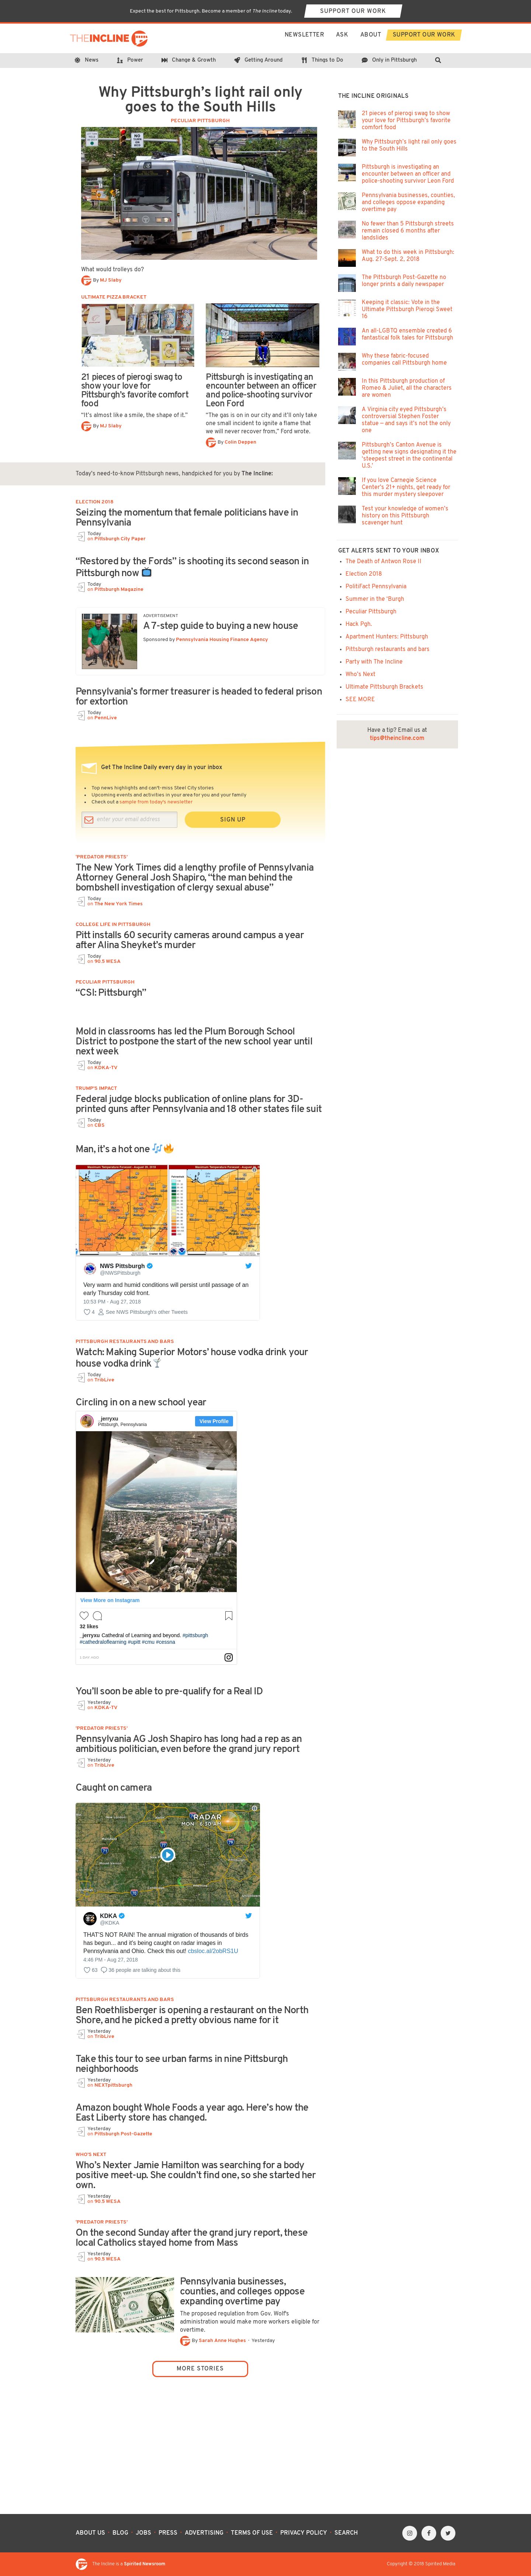 Expect the best for Pittsburgh. Become a member of The Incline today.
SUPPORT OUR WORK
THEINCLINE
NEWSLETTER
ASK
ABOUT
SUPPORT OUR WORK
News
Power
Change & Growth
Getting Around
Things to Do
Only in Pittsburgh
Why Pittsburgh's light rail only
goes to the South Hills
PECULIAR PITTSBURGH
What would trolleys do?
By MJ Slaby
ULTIMATE PIZZA BRACKET
21 pieces of pierogi swag to
show your love for
Pittsburgh's favorite comfort
food
"It's almost like a smile, the shape of it."
By MJ Slaby
Pittsburgh is investigating an
encounter between an officer
and police-shooting survivor
Leon Ford
"The gas is on in our city and it'll only take
one small incident to ignite a flame that
we will never recover from," Ford wrote.
By Colin Deppen
Today's need-to-know Pittsburgh news, handpicked for you by The Incline:
ELECTION 2018
Seizing the momentum that female politicians have in
Pennsylvania
Today
on Pittsburgh City Paper
"Restored by the Fords" is shooting its second season in
Pittsburgh now
Today
on Pittsburgh Magazine
ADVERTISEMENT
A 7-step guide to buying a new house
Sponsored by Pennsylvania Housing Finance Agency
Pennsylvania's former treasurer is headed to federal prison
for extortion
Today
on PennLive
Get The Incline Daily every day in your inbox
Top news highlights and can't-miss Steel City stories
Upcoming events and activities in your area for you and your family
Check out a sample from today's newsletter
enter your email address
SIGN UP
'PREDATOR PRIESTS'
The New York Times did a lengthy profile of Pennsylvania
Attorney General Josh Shapiro, "the man behind the
bombshell investigation of clergy sexual abuse"
Today
on The New York Times
COLLEGE LIFE IN PITTSBURGH
Pitt installs 60 security cameras around campus a year
after Alina Sheyket's murder
Today
on 90.5 WESA
PECULIAR PITTSBURGH
"CSI: Pittsburgh"
Mold in classrooms has led the Plum Borough School
District to postpone the start of the new school year until
next week
Today
on KDKA-TV
TRUMP'S IMPACT
Federal judge blocks publication of online plans for 3D-
printed guns after Pennsylvania and 18 other states file suit
Today
on CBS
Man, it's a hot one
NWS Pittsburgh
@NWSPittsburgh
Very warm and humid conditions will persist until passage of an
early Thursday cold front.
10:53 PM - Aug 27, 2018
4
See NWS Pittsburgh's other Tweets
PITTSBURGH RESTAURANTS AND BARS
Watch: Making Superior Motors' house vodka drink your
house vodka drink
Today
on TribLive
Circling in on a new school year
_jerryxu
Pittsburgh, Pennsylvania
View Profile
View More on Instagram
32 likes
_jerryxu Cathedral of Learning and beyond. #pittsburgh
#cathedraloflearning #upitt #cmu #cessna
You'll soon be able to pre-qualify for a Real ID
Yesterday
on KDKA-TV
'PREDATOR PRIESTS'
Pennsylvania AG Josh Shapiro has long had a rep as an
ambitious politician, even before the grand jury report
Yesterday
on TribLive
Caught on camera
RADAR
MON 6:30 AM
KDKA
@KDKA
THAT'S NOT RAIN! The annual migration of thousands of birds
has begun... and it's being caught on radar images in
Pennsylvania and Ohio. Check this out! cbsloc.al/2obRS1U
4:46 PM - Aug 27, 2018
63
36 people are talking about this
PITTSBURGH RESTAURANTS AND BARS
Ben Roethlisberger is opening a restaurant on the North
Shore, and he picked a pretty obvious name for it
Yesterday
on TribLive
Take this tour to see urban farms in nine Pittsburgh
neighborhoods
Yesterday
on NEXTpittsburgh
Amazon bought Whole Foods a year ago. Here's how the
East Liberty store has changed.
Yesterday
on Pittsburgh Post-Gazette
WHO'S NEXT
Who's Nexter Jamie Hamilton was searching for a body
positive meet-up. She couldn't find one, so she started her
own.
Yesterday
on 90.5 WESA
'PREDATOR PRIESTS'
On the second Sunday after the grand jury report, these
local Catholics stayed home from Mass
Yesterday
on 90.5 WESA
Pennsylvania businesses,
counties, and colleges oppose
expanding overtime pay
The proposed regulation from Gov. Wolf's
administration would make more workers eligible for
overtime.
By Sarah Anne Hughes · Yesterday
MORE STORIES
THE INCLINE ORIGINALS
21 pieces of pierogi swag to show
your love for Pittsburgh's favorite
comfort food
Why Pittsburgh's light rail only goes
to the South Hills
Pittsburgh is investigating an
encounter between an officer and
police-shooting survivor Leon Ford
Pennsylvania businesses, counties,
and colleges oppose expanding
overtime pay
No fewer than 5 Pittsburgh streets
remain closed 6 months after
landslides
What to do this week in Pittsburgh:
Aug. 27-Sept. 2, 2018
The Pittsburgh Post-Gazette no
longer prints a daily newspaper
Keeping it classic: Vote in the
Ultimate Pittsburgh Pierogi Sweet
16
An all-LGBTQ ensemble created 6
fantastical folk tales for Pittsburgh
Why these fabric-focused
companies call Pittsburgh home
In this Pittsburgh production of
Romeo & Juliet, all the characters
are women
A Virginia city eyed Pittsburgh's
controversial Stephen Foster
statue — and says it's not the only
one
Pittsburgh's Canton Avenue is
getting new signs designating it the
'steepest street in the continental
U.S.'
If you love Carnegie Science
Center's 21+ nights, get ready for
this murder mystery sleepover
Test your knowledge of women's
history on this Pittsburgh
scavenger hunt
GET ALERTS SENT TO YOUR INBOX
The Death of Antwon Rose II
Election 2018
PolitiFact Pennsylvania
Summer in the 'Burgh
Peculiar Pittsburgh
Hack Pgh.
Apartment Hunters: Pittsburgh
Pittsburgh restaurants and bars
Party with The Incline
Who's Next
Ultimate Pittsburgh Brackets
SEE MORE
Have a tip? Email us at
tips@theincline.com
ABOUT US · BLOG · JOBS · PRESS · ADVERTISING · TERMS OF USE · PRIVACY POLICY · SEARCH
The Incline is a Spirited Newsroom
Copyright © 2018 Spirited Media